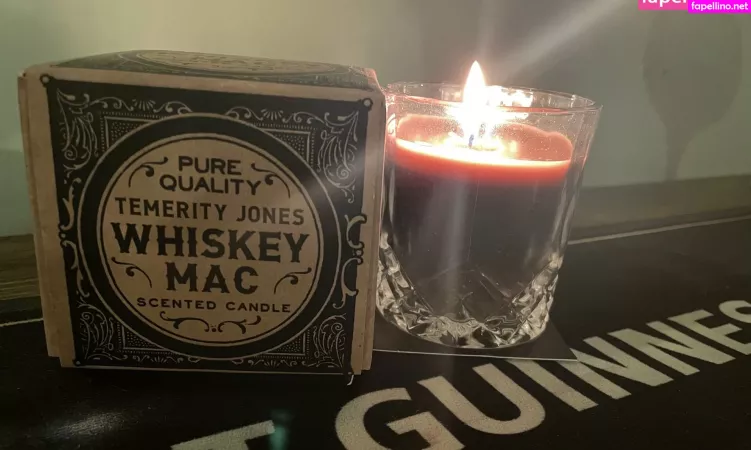 fapellino.net
PURE
QUALITY
TEMERITY JONES
WHISKEY
MAC
SCENTED CANDLE
GUINNES